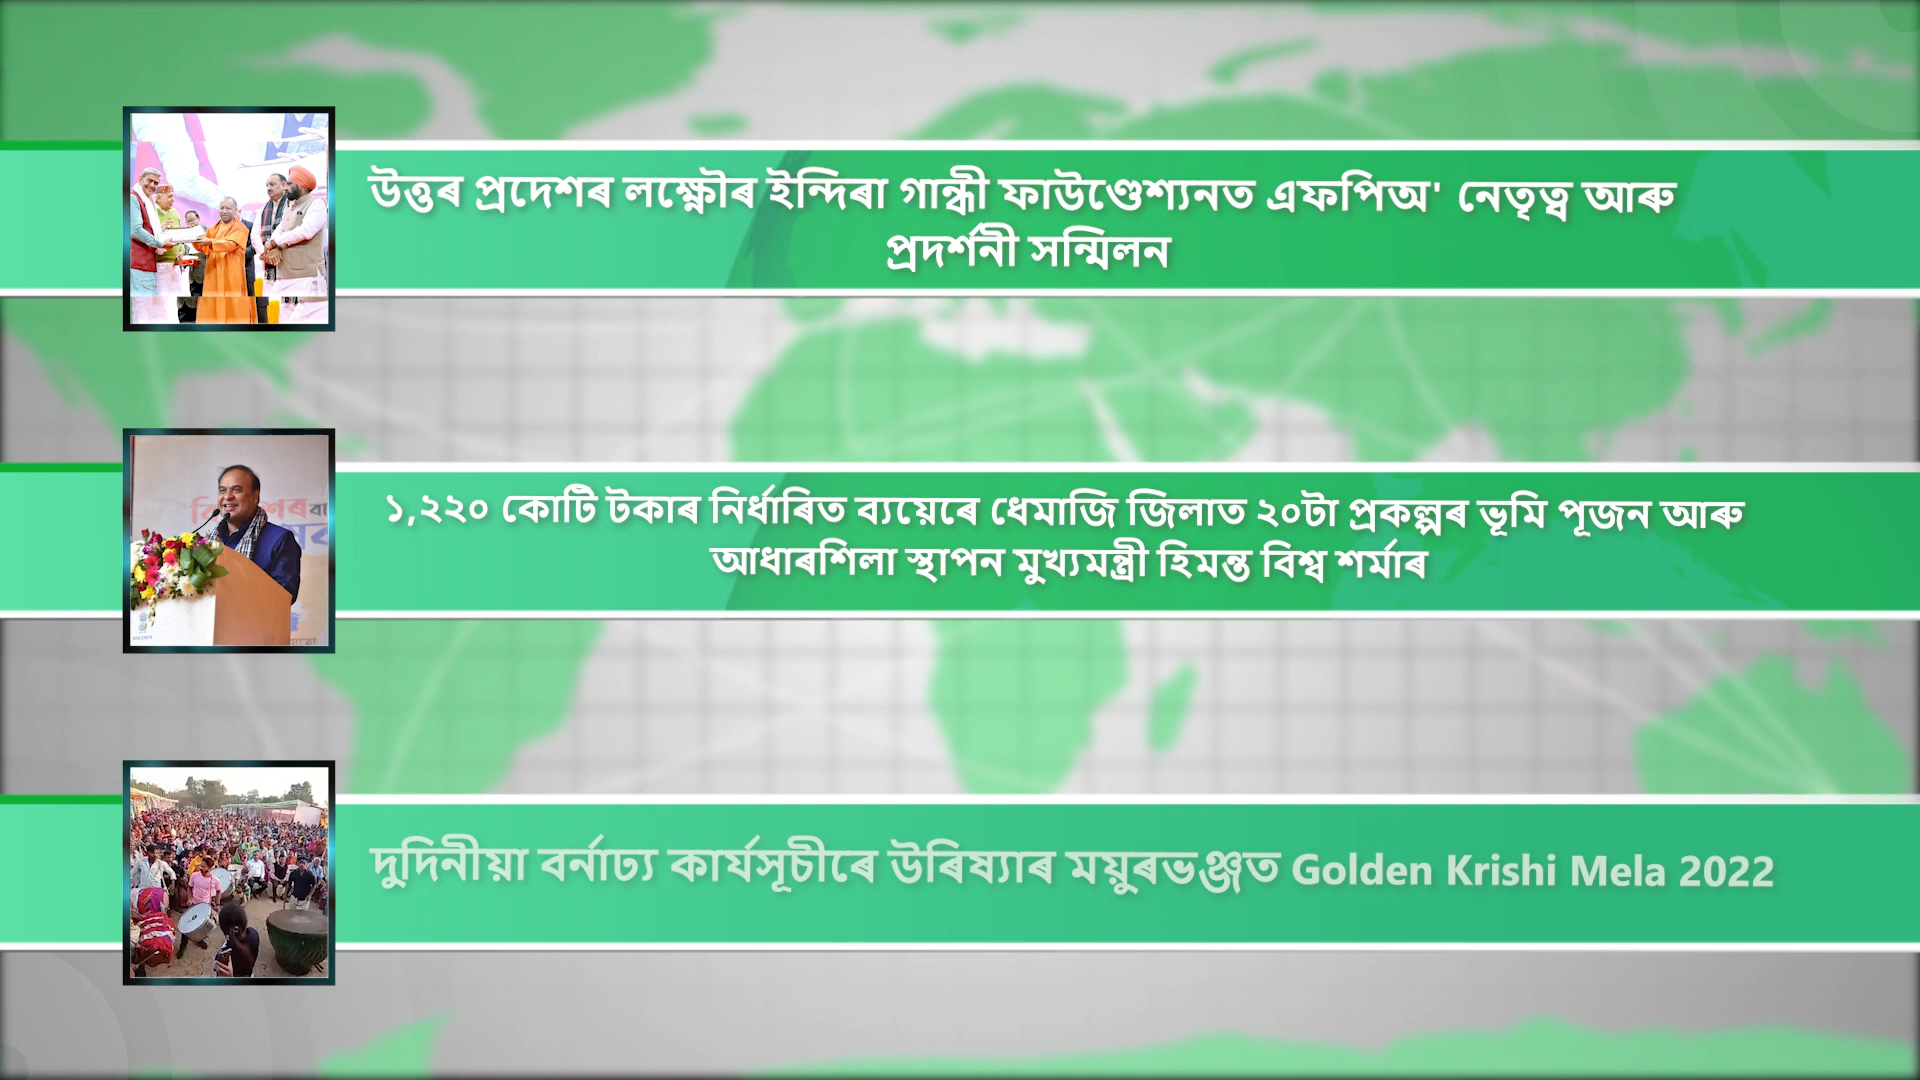 উত্তৰ প্ৰদেশৰ লক্ষ্ণৌৰ ইন্দিৰা গান্ধী ফাউণ্ডেশ্যনত এফপিঅ' নেতৃত্ব আৰু
প্ৰদৰ্শনী সন্মিলন
১,২২০ কোটি টকাৰ নিৰ্ধাৰিত ব্যয়েৰে ধেমাজি জিলাত ২০টা প্ৰকল্পৰ ভূমি পূজন আৰু
আধাৰশিলা স্থাপন মুখ্যমন্ত্ৰী হিমন্ত বিশ্ব শৰ্মাৰ
দুদিনীয়া বৰ্নাঢ্য কাৰ্যসূচীৰে উৰিষ্যাৰ ময়ুৰভঞ্জত Golden Krishi Mela 2022